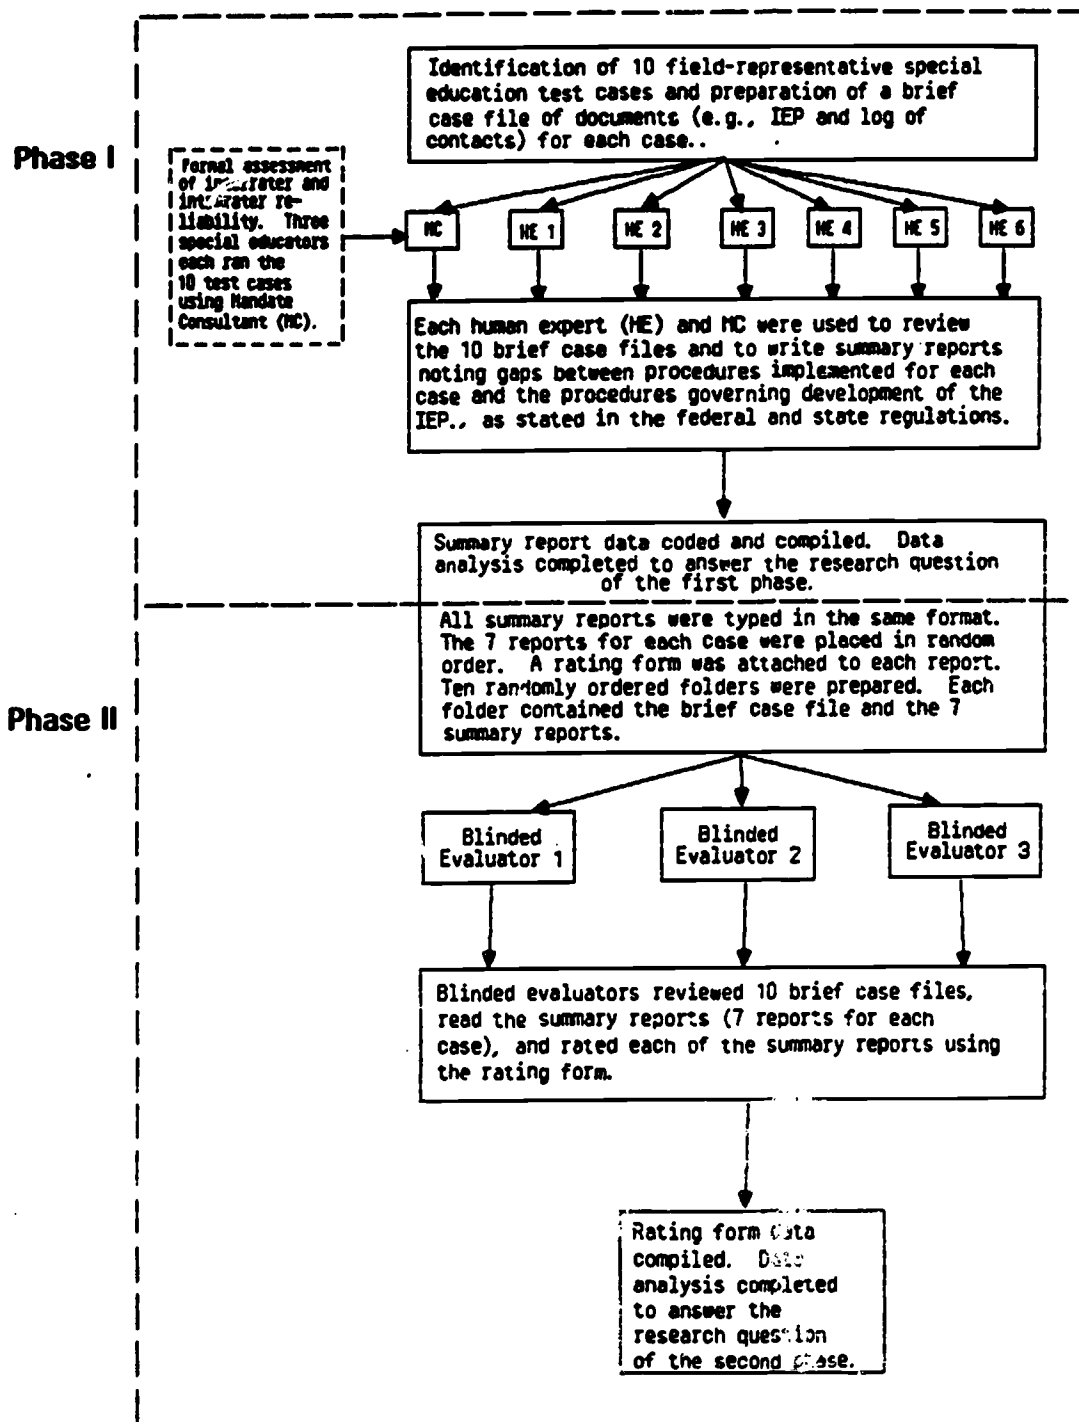 Identification of 10 field-representative special
education test cases and preparation of a brief
case file of documents (e.g., IEP and log of
contacts) for each case..
Phase I
Formal assessment
of interrater and
re-
liability. Three
special educators
each ran the
10 test cases
using Mandate
Consultant (MC).
MC
HE 1
HE 2
HE 3
HE 4
HE 5
HE 6
Each human expert (HE) and MC were used to review
the 10 brief case files and to write summary reports
noting gaps between procedures implemented for each
case and the procedures governing development of the
IEP., as stated in the federal and state regulations.
Summary report data coded and compiled. Data
analysis completed to answer the research question
of the first phase.
All summary reports were typed in the same format.
The 7 reports for each case were placed in random
order. A rating form was attached to each report.
Ten randomly ordered folders were prepared. Each
folder contained the brief case file and the 7
summary reports.
Phase II
Blinded
Evaluator 1
Blinded
Evaluator 2
Blinded
Evaluator 3
Blinded evaluators reviewed 10 brief case files,
read the summary reports (7 reports for each
case), and rated each of the summary reports using
the rating form.
Rating form data
compiled. Data
analysis completed
to answer the
research question
of the second phase.